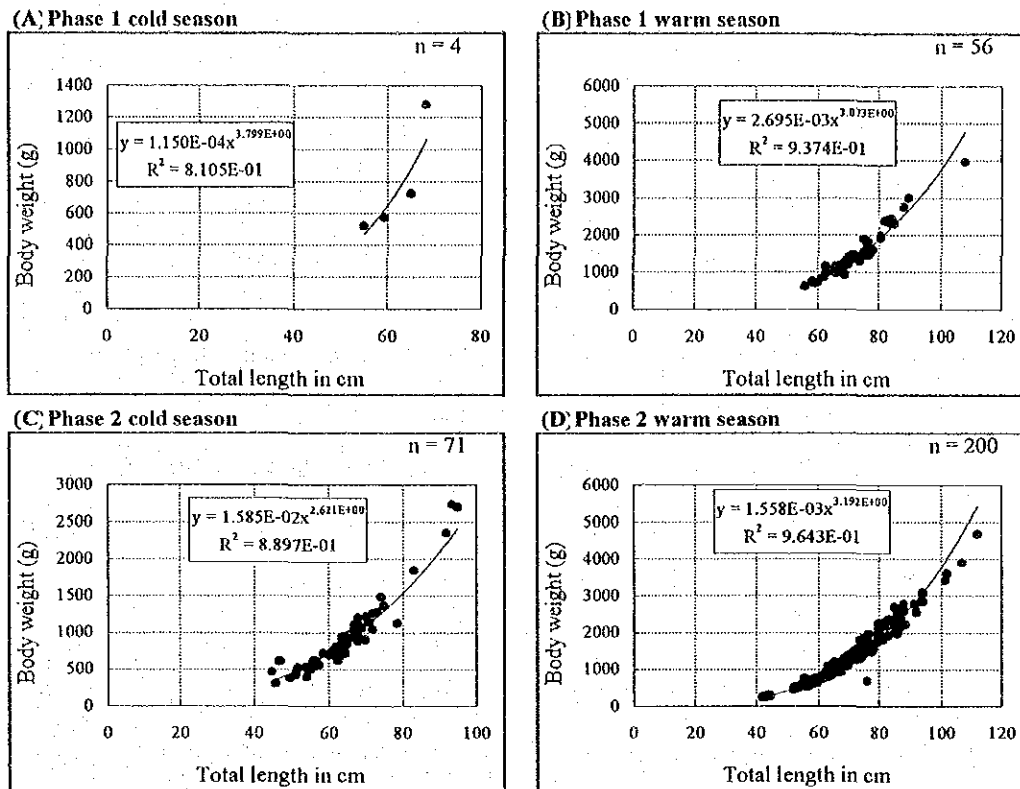 (A) Phase 1 cold season
n = 4
1400
1200
1000
800
600
400
200
0
y = 1.150E-04x^3.799E+00
R² = 8.105E-01
Body weight (g)
0 20 40 60 80
Total length in cm
(B) Phase 1 warm season
n = 56
6000
5000
4000
3000
2000
1000
0
y = 2.695E-03x^3.073E+00
R² = 9.374E-01
Body weight (g)
0 20 40 60 80 100 120
Total length in cm
(C) Phase 2 cold season
n = 71
3000
2500
2000
1500
1000
500
0
y = 1.585E-02x^2.621E+00
R² = 8.897E-01
Body weight (g)
0 20 40 60 80 100
Total length in cm
(D) Phase 2 warm season
n = 200
6000
5000
4000
3000
2000
1000
0
y = 1.558E-03x^3.192E+00
R² = 9.643E-01
Body weight (g)
0 20 40 60 80 100 120
Total length in cm